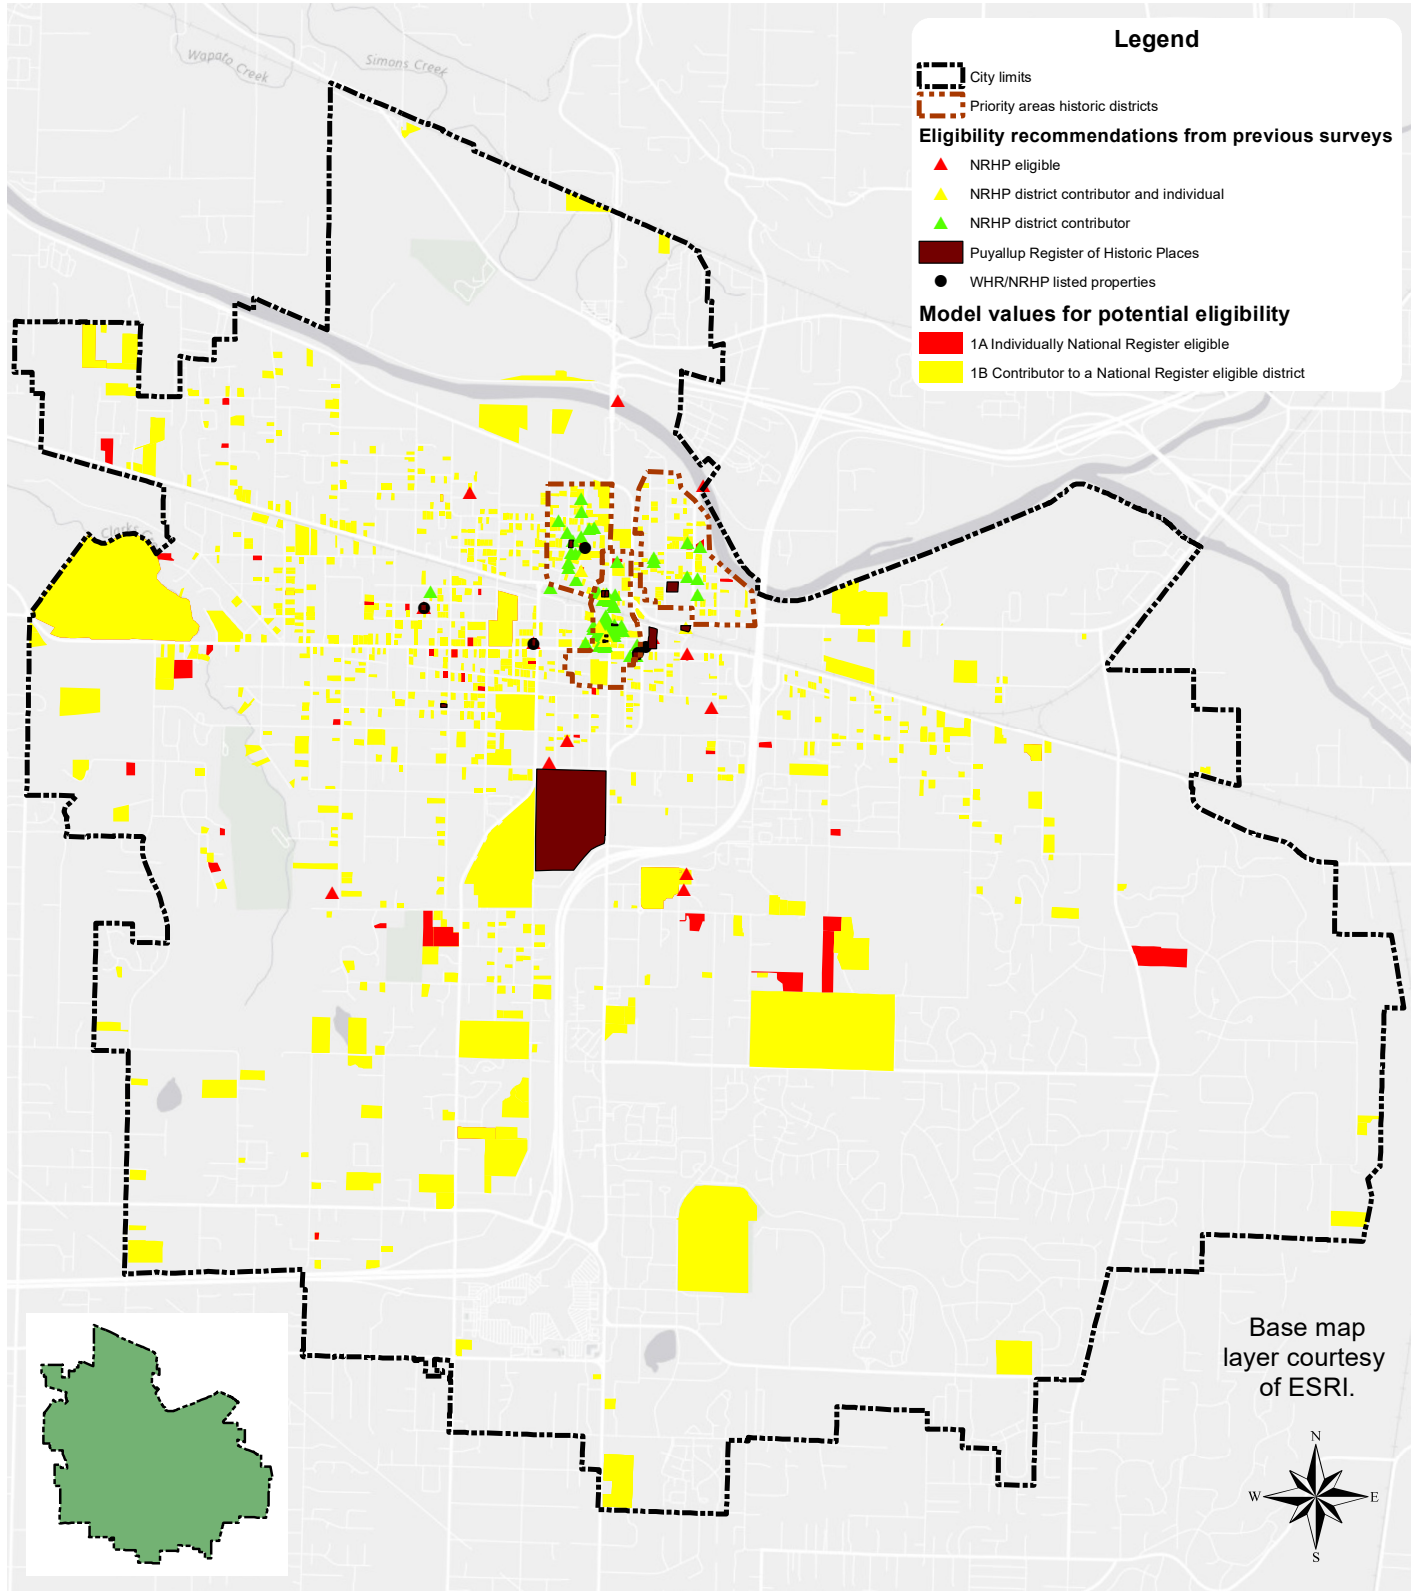 Wapato Creek
Simons Creek
Legend
City limits
Priority areas historic districts
Eligibility recommendations from previous surveys
NRHP eligible
NRHP district contributor and individual
NRHP district contributor
Puyallup Register of Historic Places
WHR/NRHP listed properties
Model values for potential eligibility
1A Individually National Register eligible
1B Contributor to a National Register eligible district
Base map
layer courtesy
of ESRI.
N
W
E
S